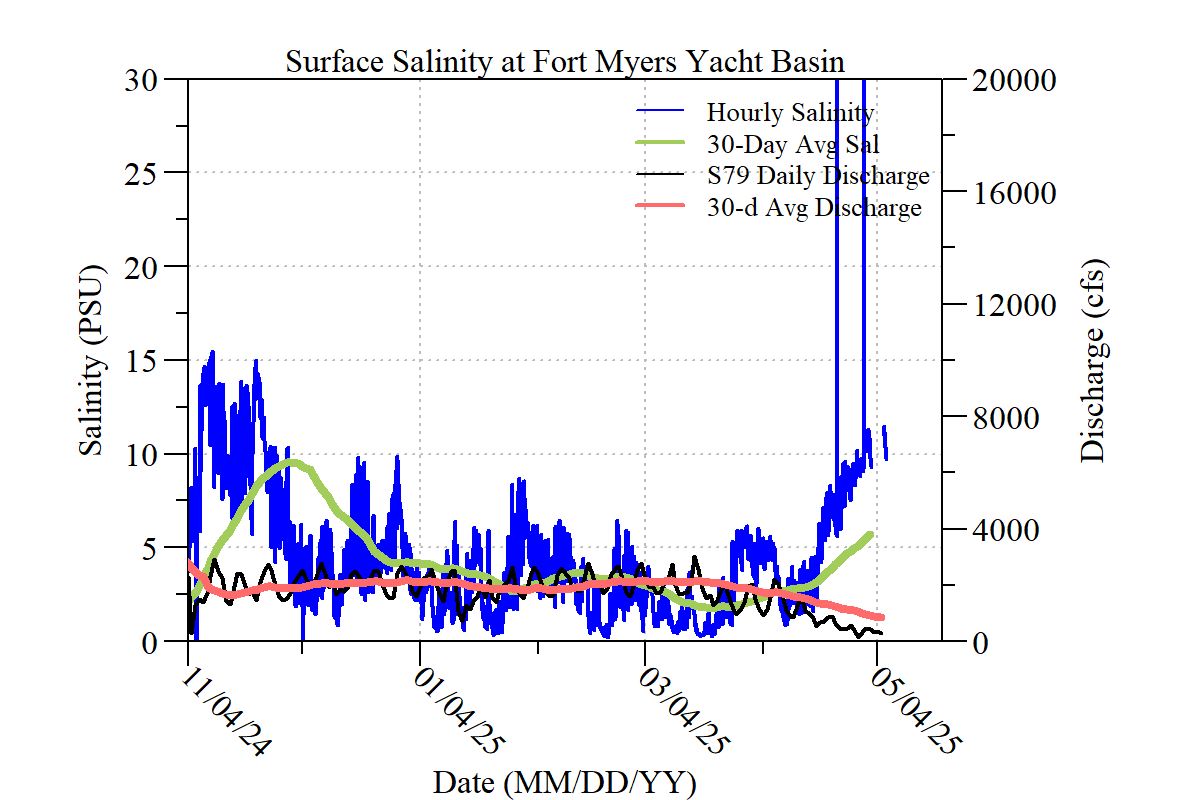 Surface Salinity at Fort Myers Yacht Basin
Hourly Salinity
30-Day Avg Sal
S79 Daily Discharge
30-d Avg Discharge
Salinity (PSU)
30
25
20
15
10
5
0
20000
16000
12000
8000
4000
0
Discharge (cfs)
11/04/24
01/04/25
03/04/25
05/04/25
Date (MM/DD/YY)